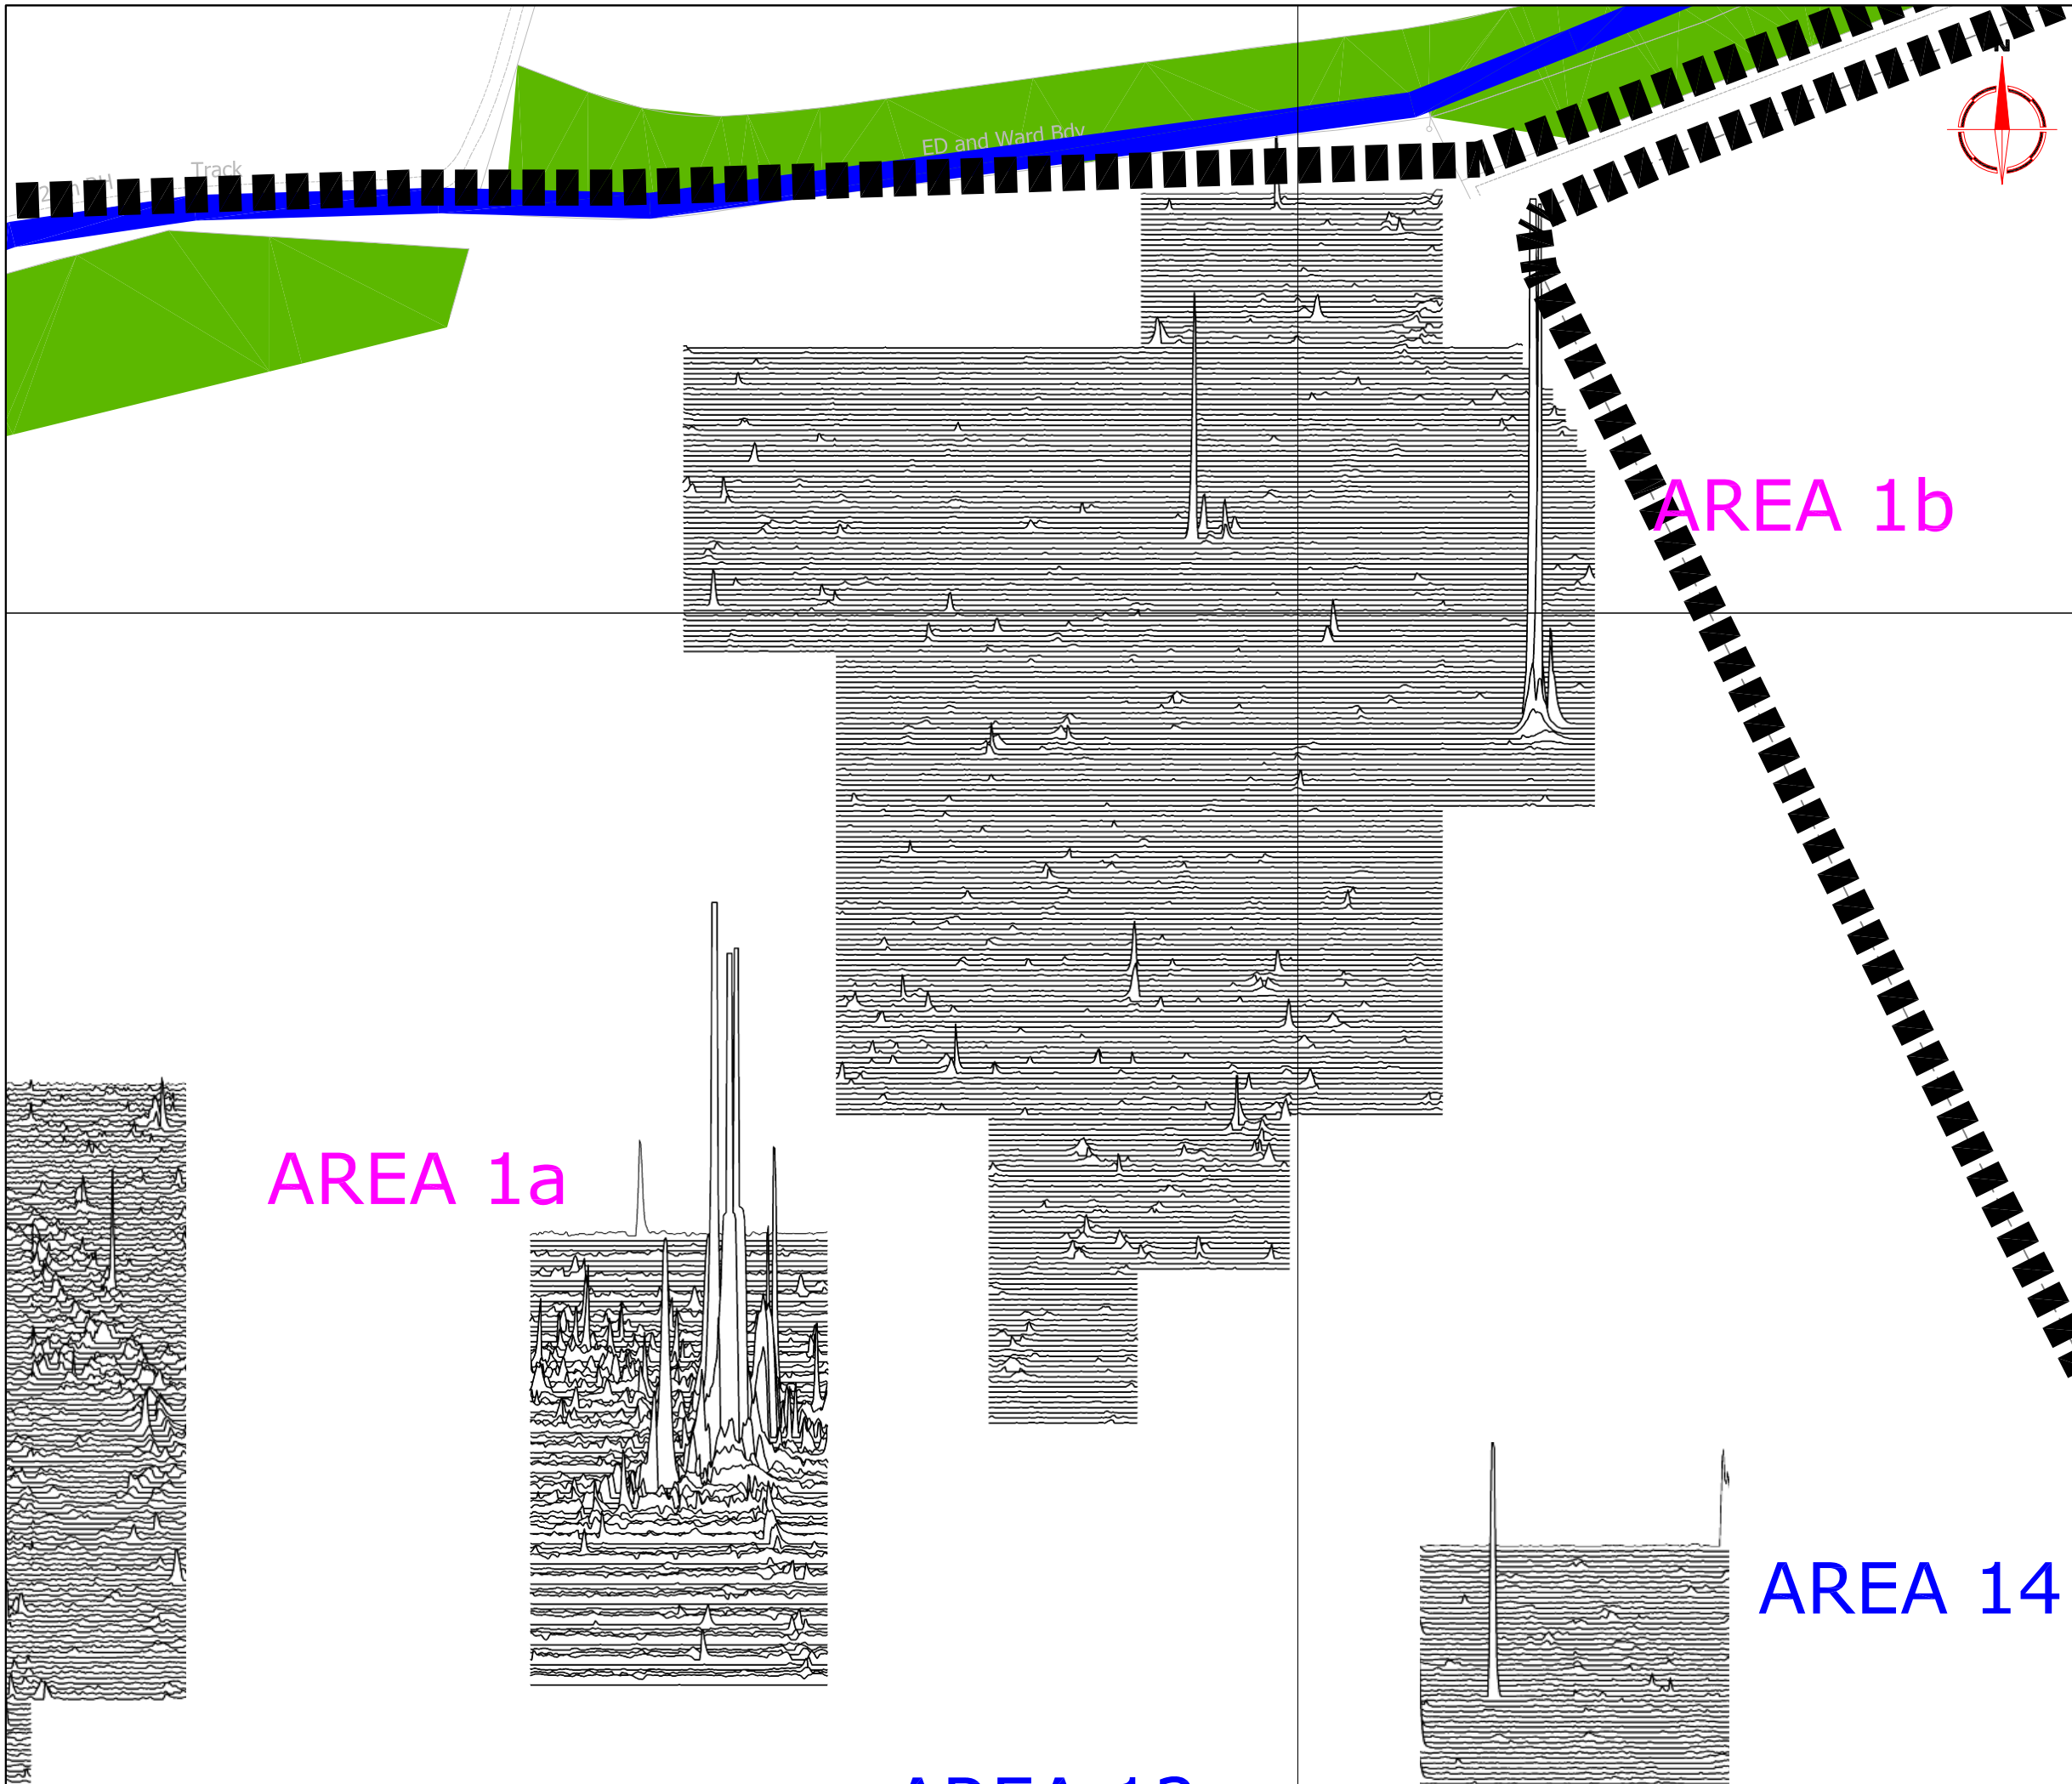 N
ED and Ward Bdy
Track
AREA 1b
AREA 1a
AREA 14